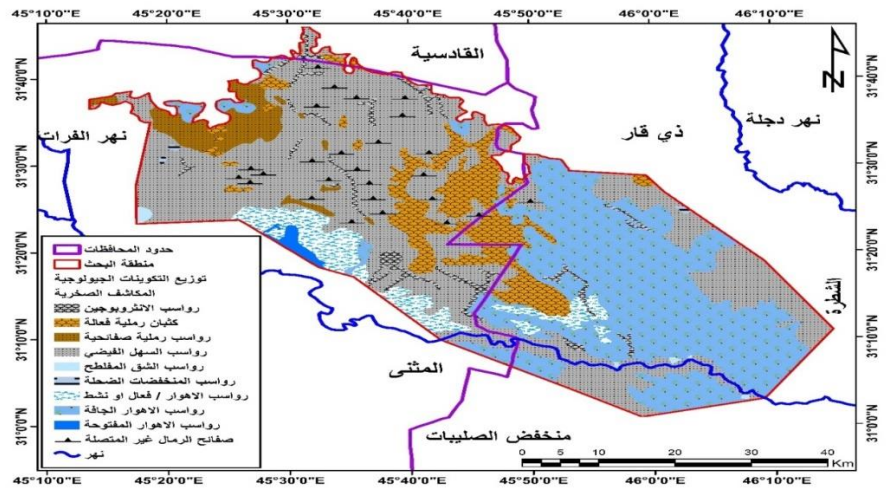 45°10'0"E 45°20'0"E 45°30'0"E 45°40'0"E 45°50'0"E 46°0'0"E 46°10'0"E
القادسية
31°40'0"N
31°40'0"N
N
ذي قار
نهر دجلة
نهر الفرات
31°30'0"N
31°30'0"N
31°20'0"N
31°20'0"N
حدود المحافظات
منطقة البحث
توزيع التكوينات الجيولوجية
المكاشف الصخرية
رواسب الانثروبوجين
كثبان رملية فعالة
رواسب رملية صفائحية
رواسب السهل الفيضي
رواسب الشق المفلطح
رواسب المنخفضات الضحلة
رواسب الاهوار / فعال او نشط
رواسب الاهوار الجافة
رواسب الاهوار المفتوحة
صفائح الرمال غير المتصلة
نهر
الشطرة
31°10'0"N
31°10'0"N
المثنى
31°0'0"N
31°0'0"N
منخفض الصليبات
0 5 10 20 30 40
Km
45°10'0"E 45°20'0"E 45°30'0"E 45°40'0"E 45°50'0"E 46°0'0"E 46°10'0"E